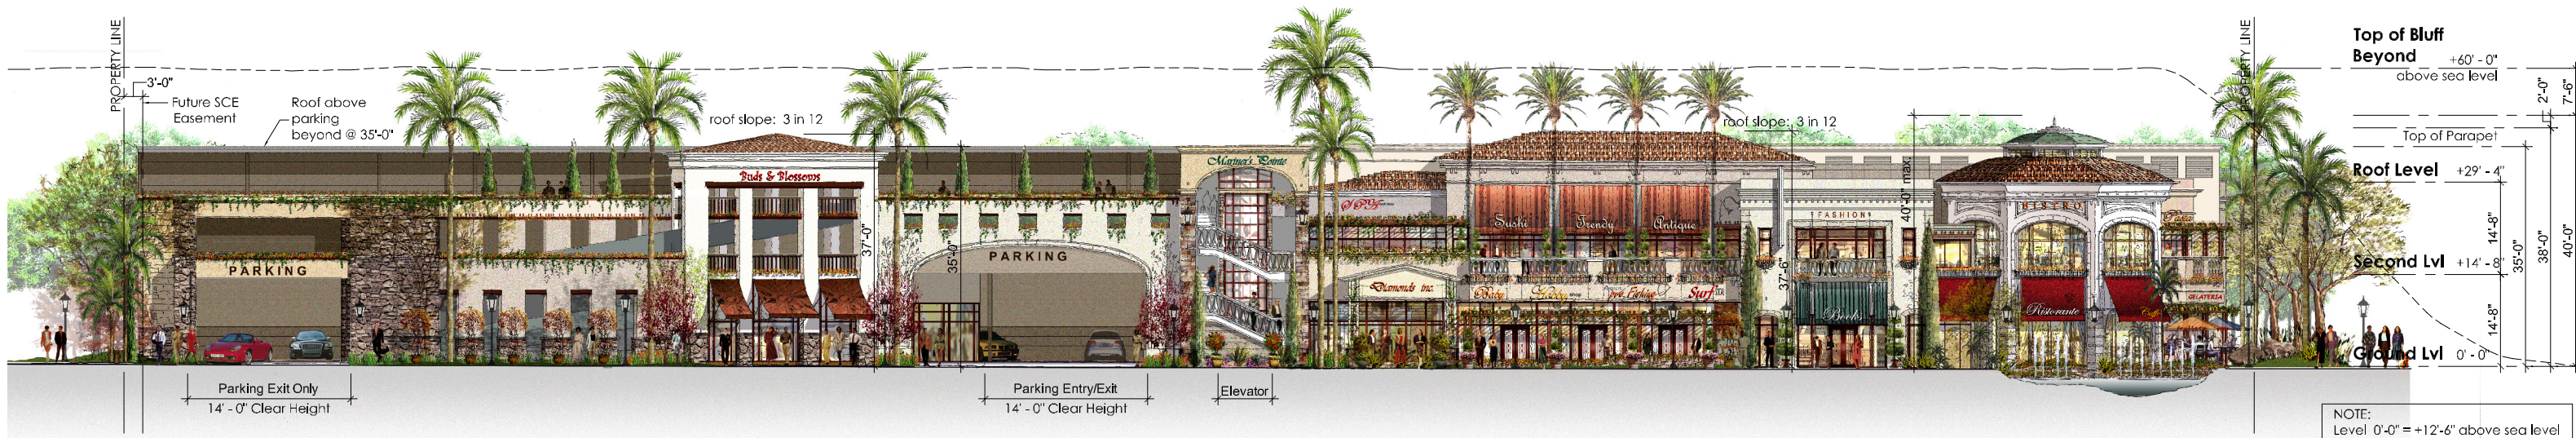 PROPERTY LINE
3'-0"
Future SCE
Easement
Roof above
parking
beyond @ 35'-0"
PARKING
Parking Exit Only
14' - 0" Clear Height
roof slope: 3 in 12
Buds & Blossoms
37'-0"
35'-0"
PARKING
Parking Entry/Exit
14' - 0" Clear Height
Mariner's Pointe
Elevator
SPA
Diamonds inc.
Sushi
Trendy
Antique
Baby
shop
Surf
roof slope: 3 in 12
37'-6"
FASHION
Books
40'-0" max.
BISTRO
Ristorante
Caffe
Pasta
GELATERIA
PROPERTY LINE
Top of Bluff
Beyond
+60' - 0"
above sea level
Top of Parapet
Roof Level +29' - 4"
Second Lvl +14' - 8"
Ground Lvl 0' - 0"
14'-8"
14'-8"
35'-0"
2'-0"
38'-0"
7'-6"
40'-0"
NOTE:
Level 0'-0" = +12'-6" above sea level